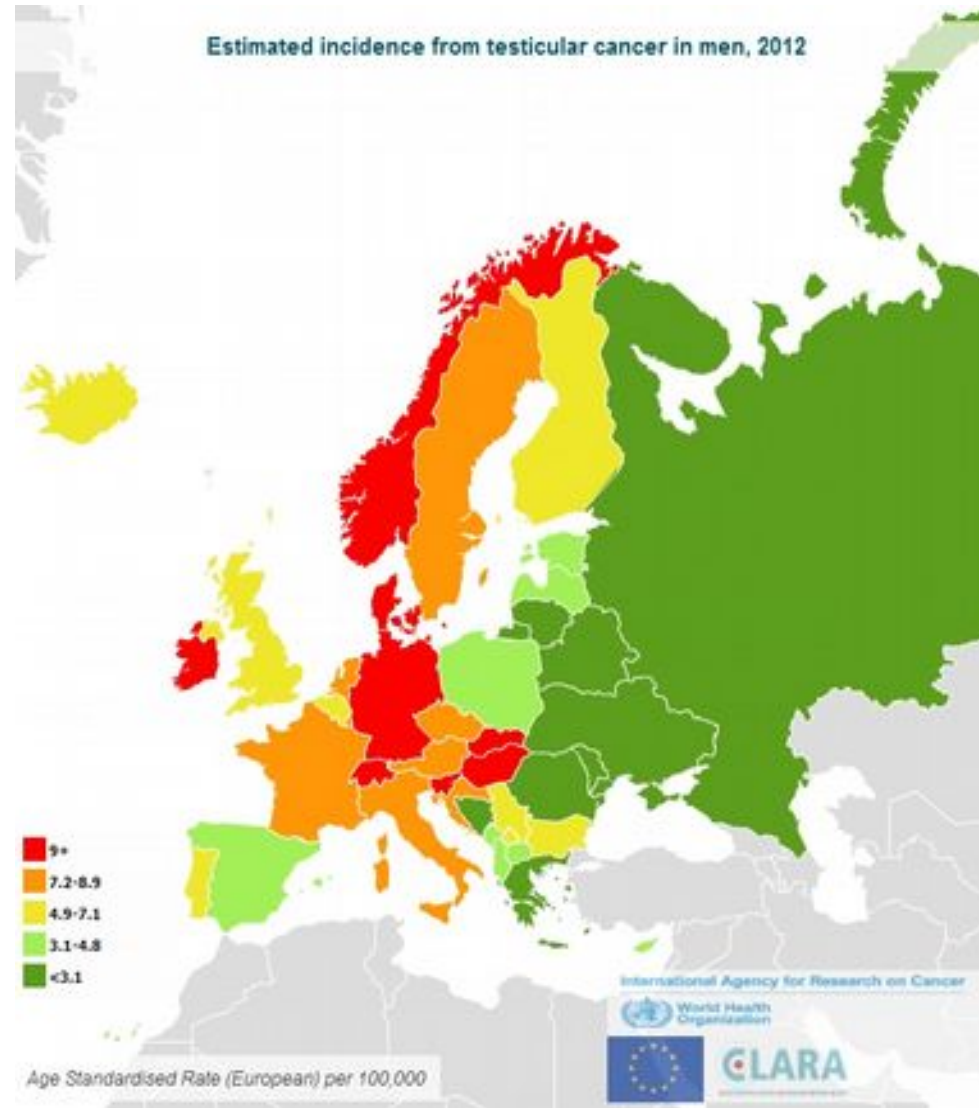 Estimated incidence from testicular cancer in men, 2012
9+
7.2-8.9
4.9-7.1
3.1-4.8
<3.1
International Agency for Research on Cancer
World Health
Organization
CLARA
Age Standardised Rate (European) per 100,000